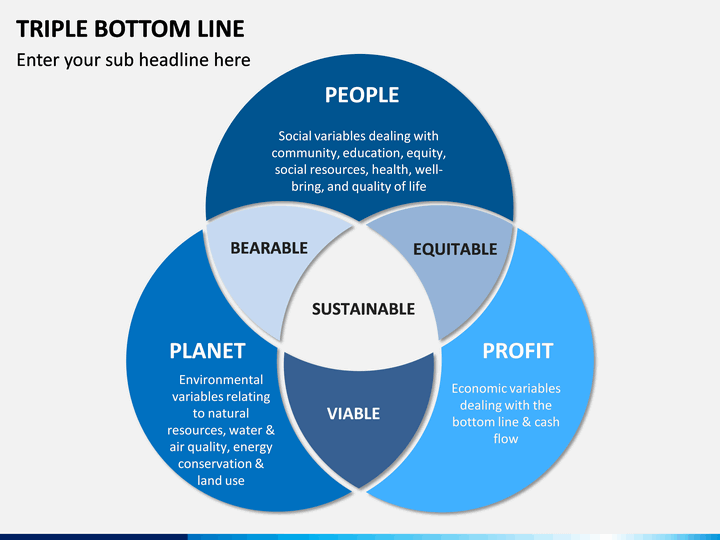 TRIPLE BOTTOM LINE
Enter your sub headline here
PEOPLE
Social variables dealing with
community, education, equity,
social resources, health, well-
bring, and quality of life
BEARABLE
EQUITABLE
SUSTAINABLE
PLANET
Environmental
variables relating
to natural
resources, water &
air quality, energy
conservation &
land use
PROFIT
Economic variables
dealing with the
bottom line & cash
flow
VIABLE